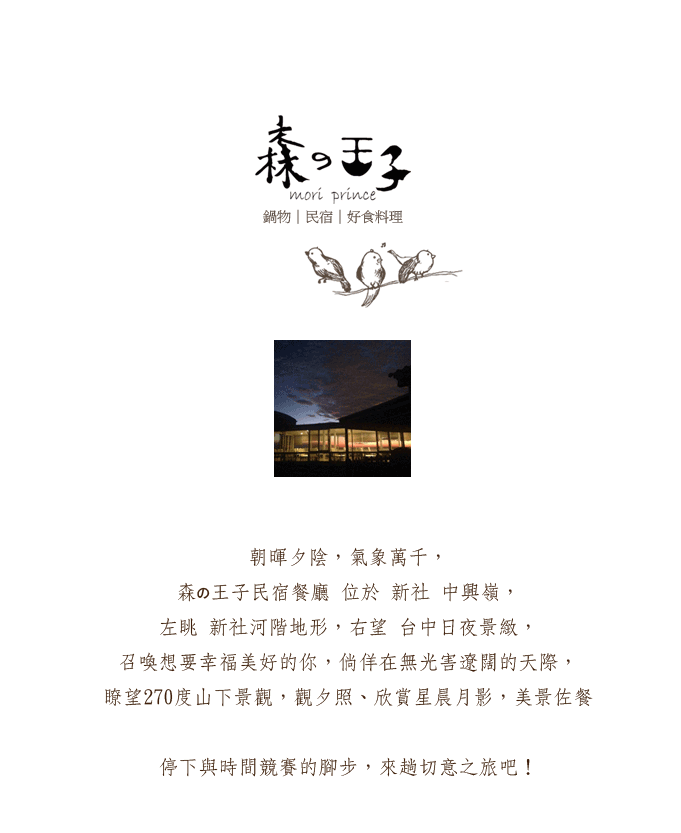 森の王子
mori prince
鍋物｜民宿｜好食料理
朝暉夕陰，氣象萬千，
森の王子民宿餐廳 位於 新社 中興嶺，
左眺 新社河階地形，右望 台中日夜景緻，
召喚想要幸福美好的你，倘佯在無光害遼闊的天際，
瞭望270度山下景觀，觀夕照、欣賞星晨月影，美景佐餐
停下與時間競賽的腳步，來趟切意之旅吧！